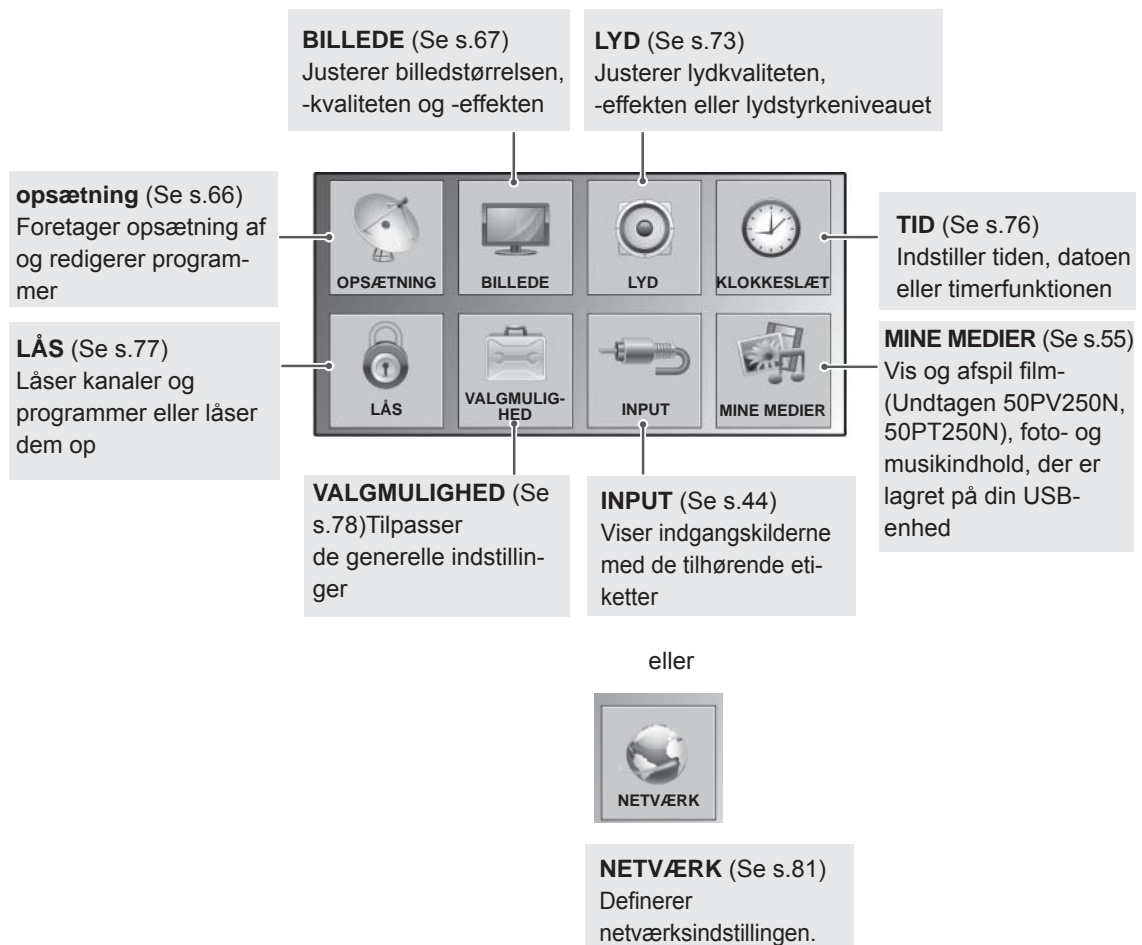 BILLEDE (Se s.67)
Justerer billedstørrelsen,
-kvaliteten og -effekten
LYD (Se s.73)
Justerer lydkvaliteten,
-effekten eller lydstyrkeniveauet
opsætning (Se s.66)
Foretager opsætning af
og redigerer program-
mer
LÅS (Se s.77)
Låser kanaler og
programmer eller låser
dem op
OPSÆTNING
BILLEDE
LYD
KLOKKESLÆT
LÅS
VALGMULIG-
HED
INPUT
MINE MEDIER
TID (Se s.76)
Indstiller tiden, datoen
eller timerfunktionen
MINE MEDIER (Se s.55)
Vis og afspil film-
(Undtagen 50PV250N,
50PT250N), foto- og
musikindhold, der er
lagret på din USB-
enhed
VALGMULIGHED (Se
s.78)Tilpasser
de generelle indstillin-
ger
INPUT (Se s.44)
Viser indgangskilderne
med de tilhørende eti-
ketter
eller
NETVÆRK
NETVÆRK (Se s.81)
Definerer
netværksindstillingen.